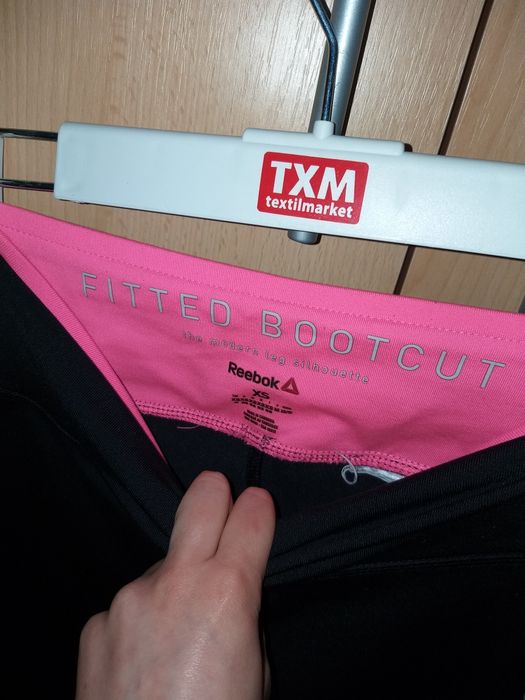 TXM
textilmarket
FITTED BOOTCUT
the modern leg silhouette
Reebok
XS